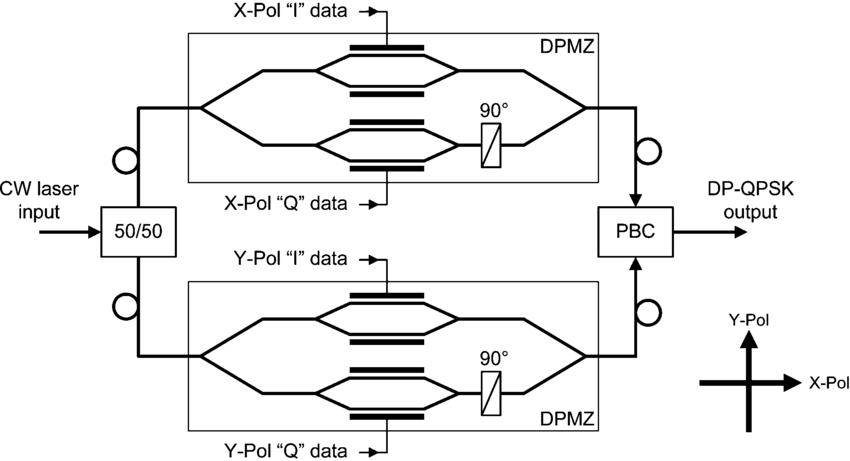 X-Pol “I” data
DPMZ
90°
X-Pol “Q” data
CW laser
input
50/50
PBC
DP-QPSK
output
Y-Pol “I” data
90°
DPMZ
Y-Pol “Q” data
Y-Pol
X-Pol